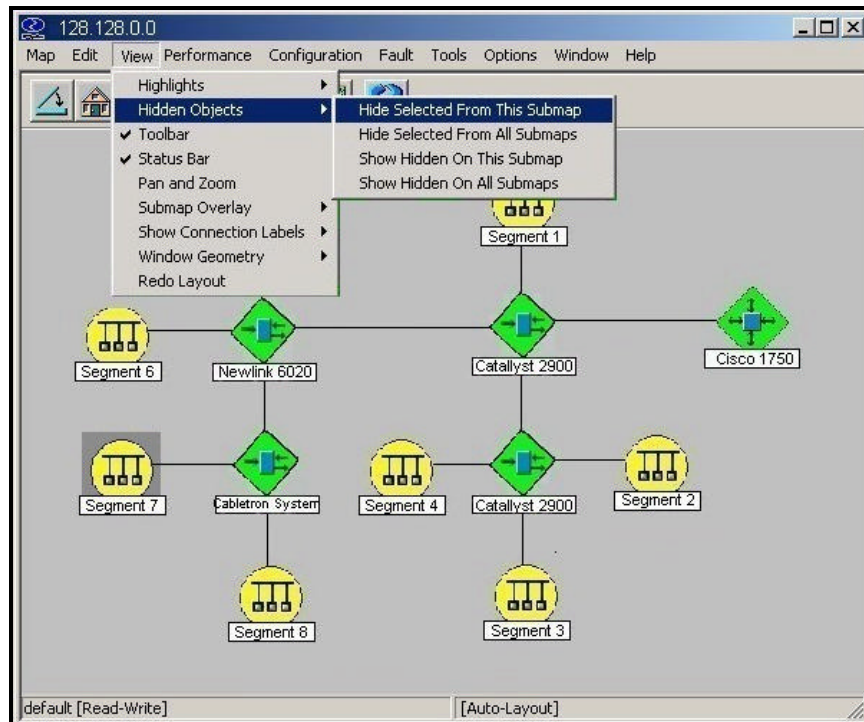 128.128.0.0
Map Edit View Performance Configuration Fault Tools Options Window Help
Highlights
Hidden Objects
Toolbar
Status Bar
Pan and Zoom
Submap Overlay
Show Connection Labels
Window Geometry
Redo Layout
Hide Selected From This Submap
Hide Selected From All Submaps
Show Hidden On This Submap
Show Hidden On All Submaps
Segment 1
Segment 6
Newlink 6020
Catallyst 2900
Cisco 1750
Segment 7
Cabletron System
Segment 4
Catallyst 2900
Segment 2
Segment 8
Segment 3
default [Read-Write]
[Auto-Layout]